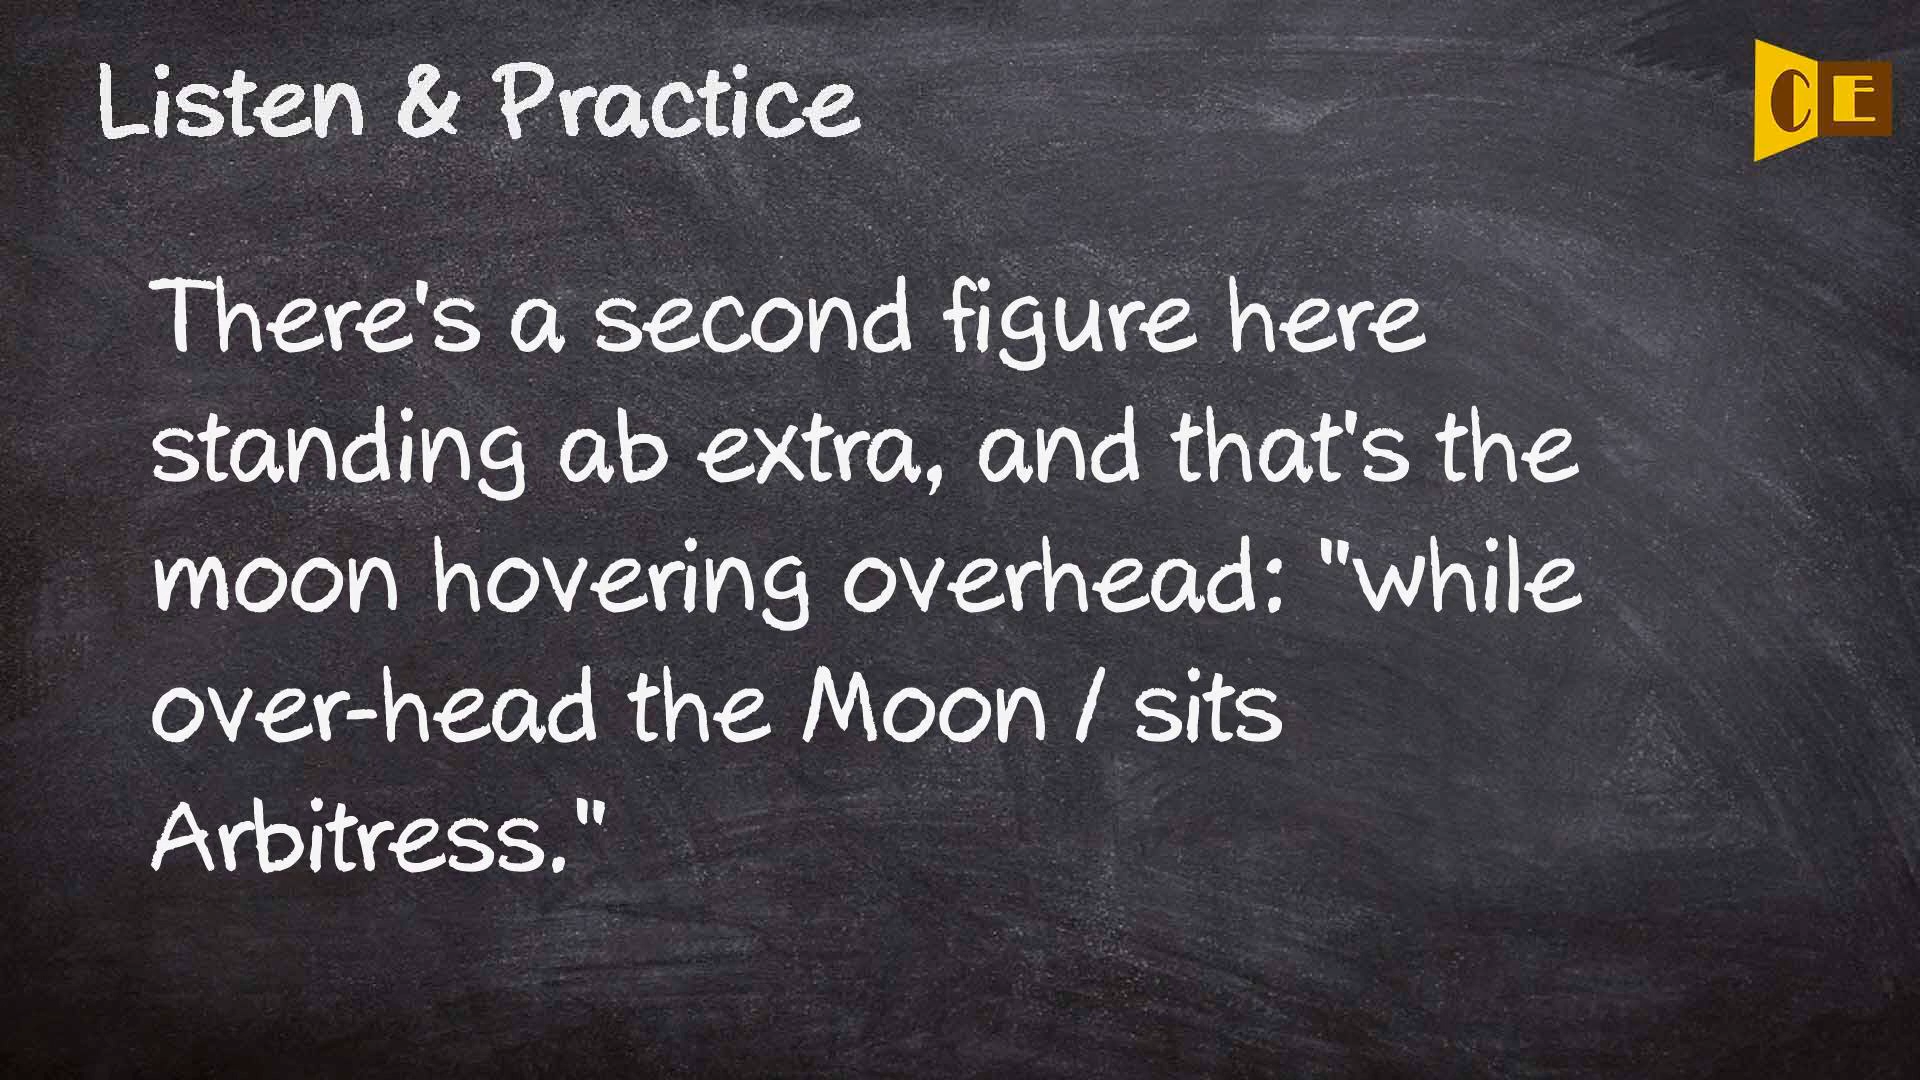 Listen & Practice
CE
There's a second figure here
standing ab extra, and that's the
moon hovering overhead: "while
over-head the Moon / sits
Arbitress."